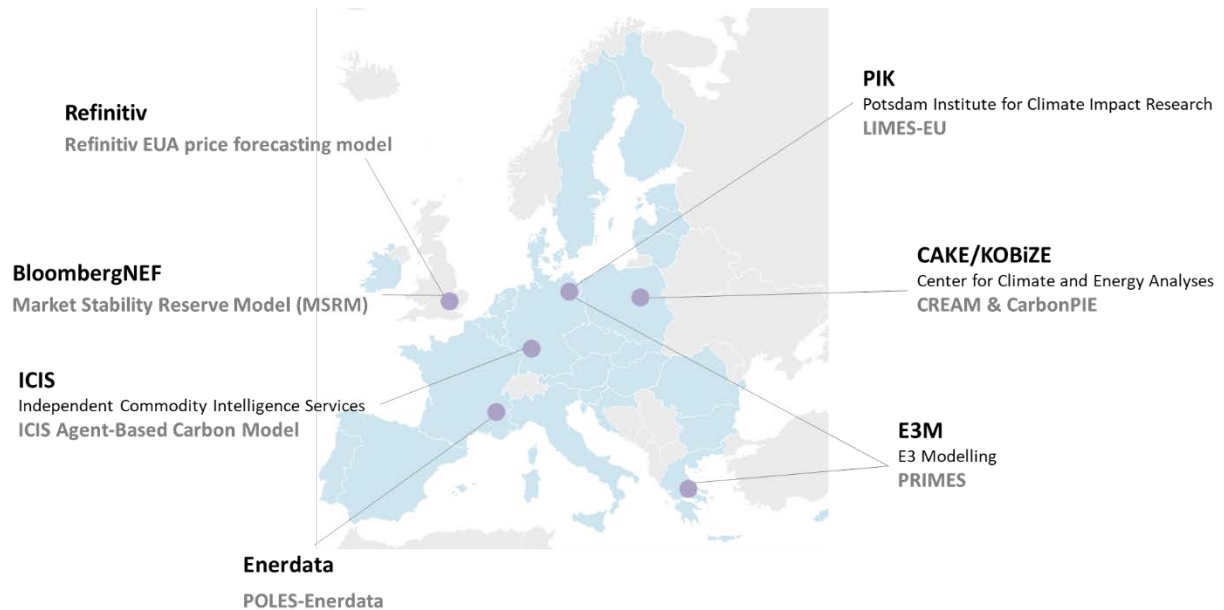 Refinitiv
Refinitiv EUA price forecasting model
BloombergNEF
Market Stability Reserve Model (MSRM)
ICIS
Independent Commodity Intelligence Services
ICIS Agent-Based Carbon Model
Enerdata
POLES-Enerdata
PIK
Potsdam Institute for Climate Impact Research
LIMES-EU
CAKE/KOBiZE
Center for Climate and Energy Analyses
CREAM & CarbonPIE
E3M
E3 Modelling
PRIMES